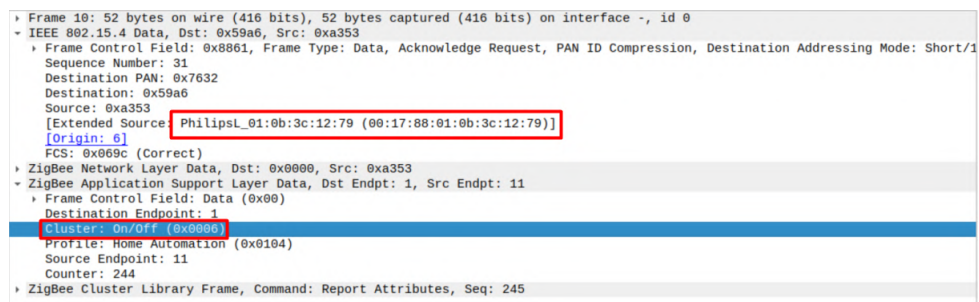 Frame 10: 52 bytes on wire (416 bits), 52 bytes captured (416 bits) on interface -, id 0
IEEE 802.15.4 Data, Dst: 0x59a6, Src: 0xa353
Frame Control Field: 0x8861, Frame Type: Data, Acknowledge Request, PAN ID Compression, Destination Addressing Mode: Short/1
Sequence Number: 31
Destination PAN: 0x7632
Destination: 0x59a6
Source: 0xa353
[Extended Source: PhilipsL_01:0b:3c:12:79 (00:17:88:01:0b:3c:12:79)]
[Origin: 6]
FCS: 0x069c (Correct)
ZigBee Network Layer Data, Dst: 0x0000, Src: 0xa353
ZigBee Application Support Layer Data, Dst Endpt: 1, Src Endpt: 11
Frame Control Field: Data (0x00)
Destination Endpoint: 1
Cluster: On/Off (0x0006)
Profile: Home Automation (0x0104)
Source Endpoint: 11
Counter: 244
ZigBee Cluster Library Frame, Command: Report Attributes, Seq: 245